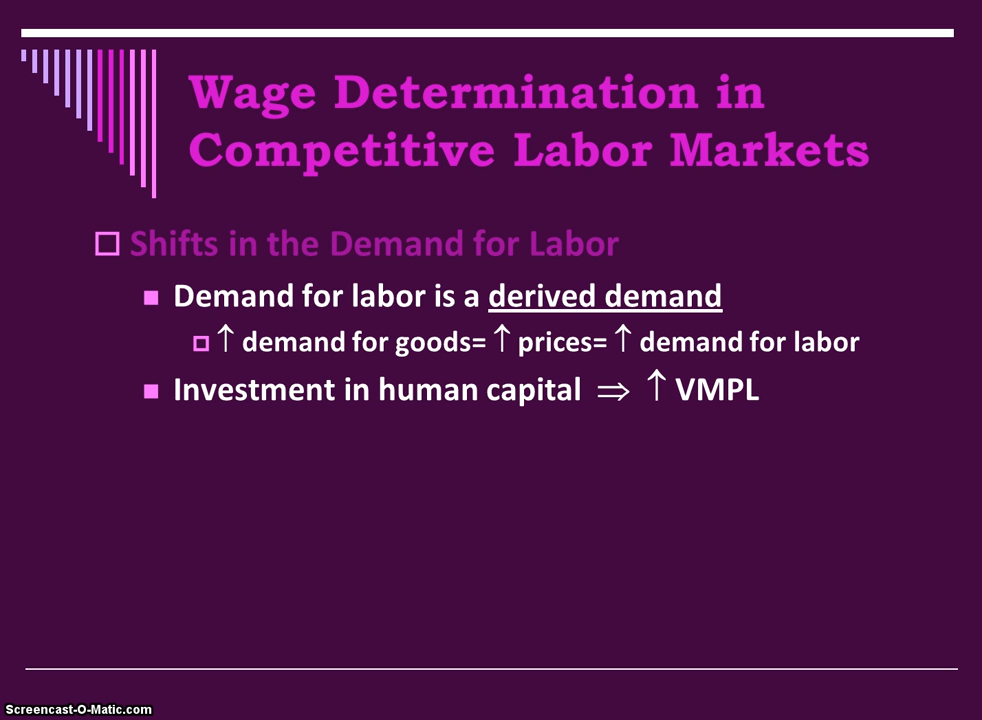 Wage Determination in
Competitive Labor Markets
Shifts in the Demand for Labor
Demand for labor is a derived demand
↑ demand for goods= ↑ prices= ↑ demand for labor
Investment in human capital ⇒ ↑ VMPL
Screencast-O-Matic.com